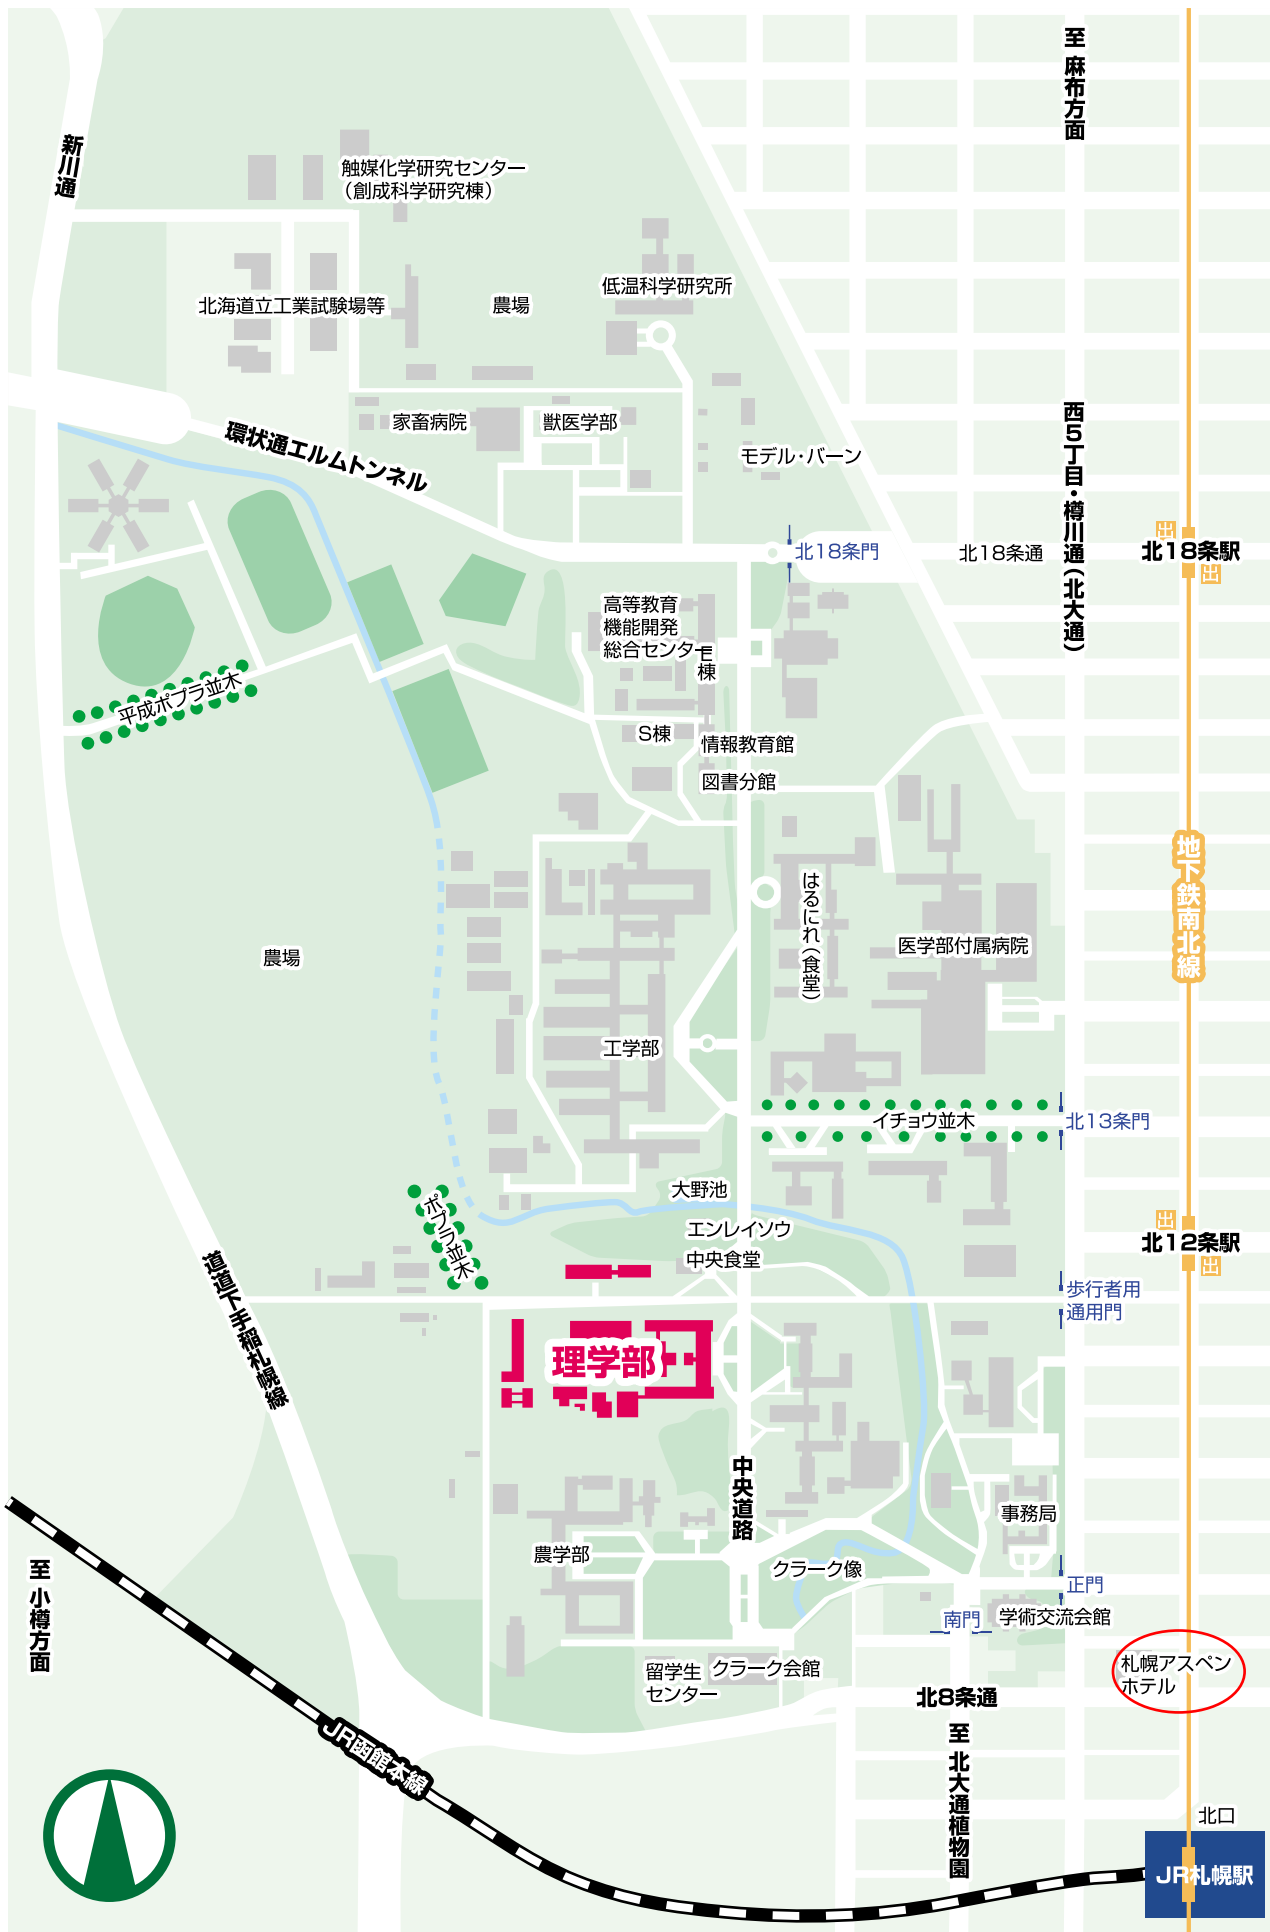 至 麻布方面
新川通
触媒化学研究センター
（創成科学研究棟）
低温科学研究所
北海道立工業試験場等
農場
家畜病院
獣医学部
環状通エルムトンネル
モデル・バーン
西5丁目・樽川通（北大通）
出
北18条門
北18条通
北18条駅
出
高等教育
機能開発
総合センター
E棟
平成ポプラ並木
S棟
情報教育館
図書分館
地下鉄南北線
はるにれ（食堂）
農場
医学部付属病院
工学部
イチョウ並木
北13条門
大野池
ポプラ並木
エンレイソウ
中央食堂
出
北12条駅
出
道道下手稲札幌線
歩行者用
通用門
理学部
中央道路
事務局
農学部
クラーク像
正門
至 小樽方面
南門
学術交流会館
留学生
センター
クラーク会館
札幌アスペン
ホテル
北8条通
至 北大通植物園
JR函館本線
北口
JR札幌駅